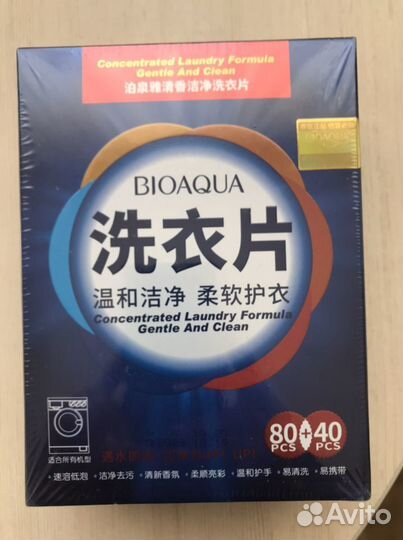 Concentrated Laundry Formula
Gentle And Clean
泊泉雅清香洁净洗衣片
BIOAQUA
洗衣片
温和洁净 柔软护衣
Concentrated Laundry Formula
Gentle And Clean
适合所有机型
80 PCS + 40 PCS
·速溶低泡 ·洁净去污 ·清新香氛 ·柔顺亮彩 ·温和护手 ·易清洗 ·易携带
Avito